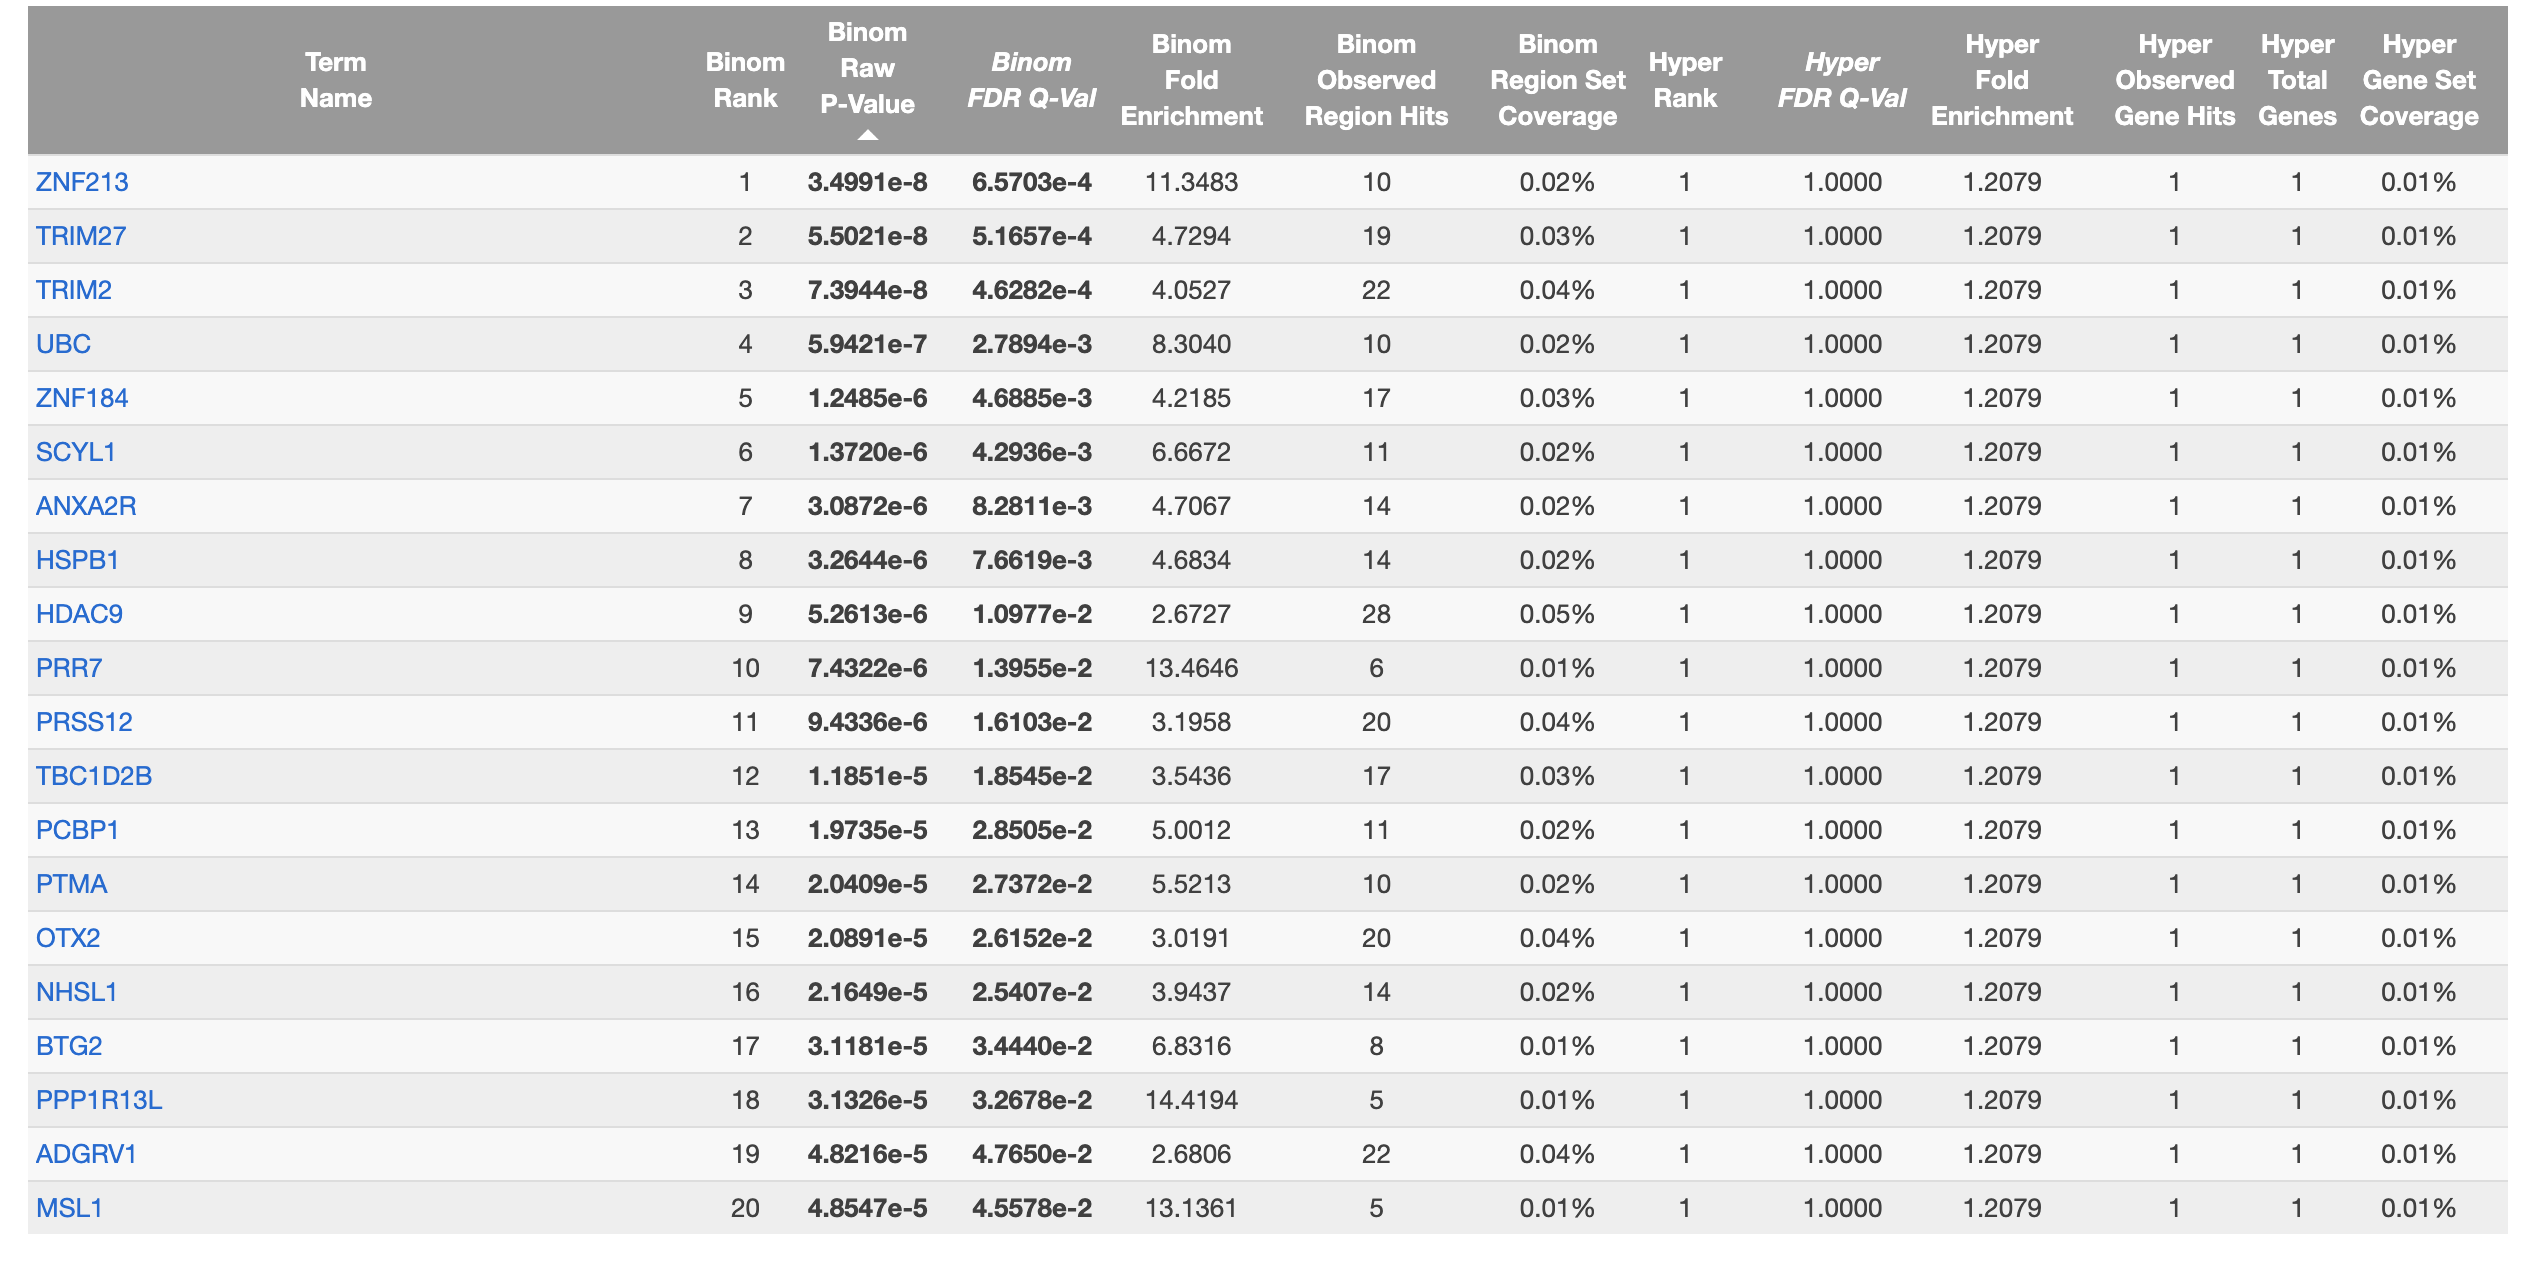 Term Name Binom Rank Binom Raw P-Value Binom FDR Q-Val Binom Fold Enrichment Binom Observed Region Hits Binom Region Set Coverage Hyper Rank Hyper FDR Q-Val Hyper Fold Enrichment Hyper Observed Gene Hits Hyper Total Genes Hyper Gene Set Coverage
ZNF213 1 3.4991e-8 6.5703e-4 11.3483 10 0.02% 1 1.0000 1.2079 1 1 0.01%
TRIM27 2 5.5021e-8 5.1657e-4 4.7294 19 0.03% 1 1.0000 1.2079 1 1 0.01%
TRIM2 3 7.3944e-8 4.6282e-4 4.0527 22 0.04% 1 1.0000 1.2079 1 1 0.01%
UBC 4 5.9421e-7 2.7894e-3 8.3040 10 0.02% 1 1.0000 1.2079 1 1 0.01%
ZNF184 5 1.2485e-6 4.6885e-3 4.2185 17 0.03% 1 1.0000 1.2079 1 1 0.01%
SCYL1 6 1.3720e-6 4.2936e-3 6.6672 11 0.02% 1 1.0000 1.2079 1 1 0.01%
ANXA2R 7 3.0872e-6 8.2811e-3 4.7067 14 0.02% 1 1.0000 1.2079 1 1 0.01%
HSPB1 8 3.2644e-6 7.6619e-3 4.6834 14 0.02% 1 1.0000 1.2079 1 1 0.01%
HDAC9 9 5.2613e-6 1.0977e-2 2.6727 28 0.05% 1 1.0000 1.2079 1 1 0.01%
PRR7 10 7.4322e-6 1.3955e-2 13.4646 6 0.01% 1 1.0000 1.2079 1 1 0.01%
PRSS12 11 9.4336e-6 1.6103e-2 3.1958 20 0.04% 1 1.0000 1.2079 1 1 0.01%
TBC1D2B 12 1.1851e-5 1.8545e-2 3.5436 17 0.03% 1 1.0000 1.2079 1 1 0.01%
PCBP1 13 1.9735e-5 2.8505e-2 5.0012 11 0.02% 1 1.0000 1.2079 1 1 0.01%
PTMA 14 2.0409e-5 2.7372e-2 5.5213 10 0.02% 1 1.0000 1.2079 1 1 0.01%
OTX2 15 2.0891e-5 2.6152e-2 3.0191 20 0.04% 1 1.0000 1.2079 1 1 0.01%
NHSL1 16 2.1649e-5 2.5407e-2 3.9437 14 0.02% 1 1.0000 1.2079 1 1 0.01%
BTG2 17 3.1181e-5 3.4440e-2 6.8316 8 0.01% 1 1.0000 1.2079 1 1 0.01%
PPP1R13L 18 3.1326e-5 3.2678e-2 14.4194 5 0.01% 1 1.0000 1.2079 1 1 0.01%
ADGRV1 19 4.8216e-5 4.7650e-2 2.6806 22 0.04% 1 1.0000 1.2079 1 1 0.01%
MSL1 20 4.8547e-5 4.5578e-2 13.1361 5 0.01% 1 1.0000 1.2079 1 1 0.01%